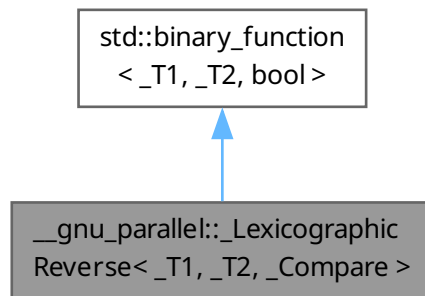 std::binary_function
< _T1, _T2, bool >
__gnu_parallel::_Lexicographic
Reverse< _T1, _T2, _Compare >